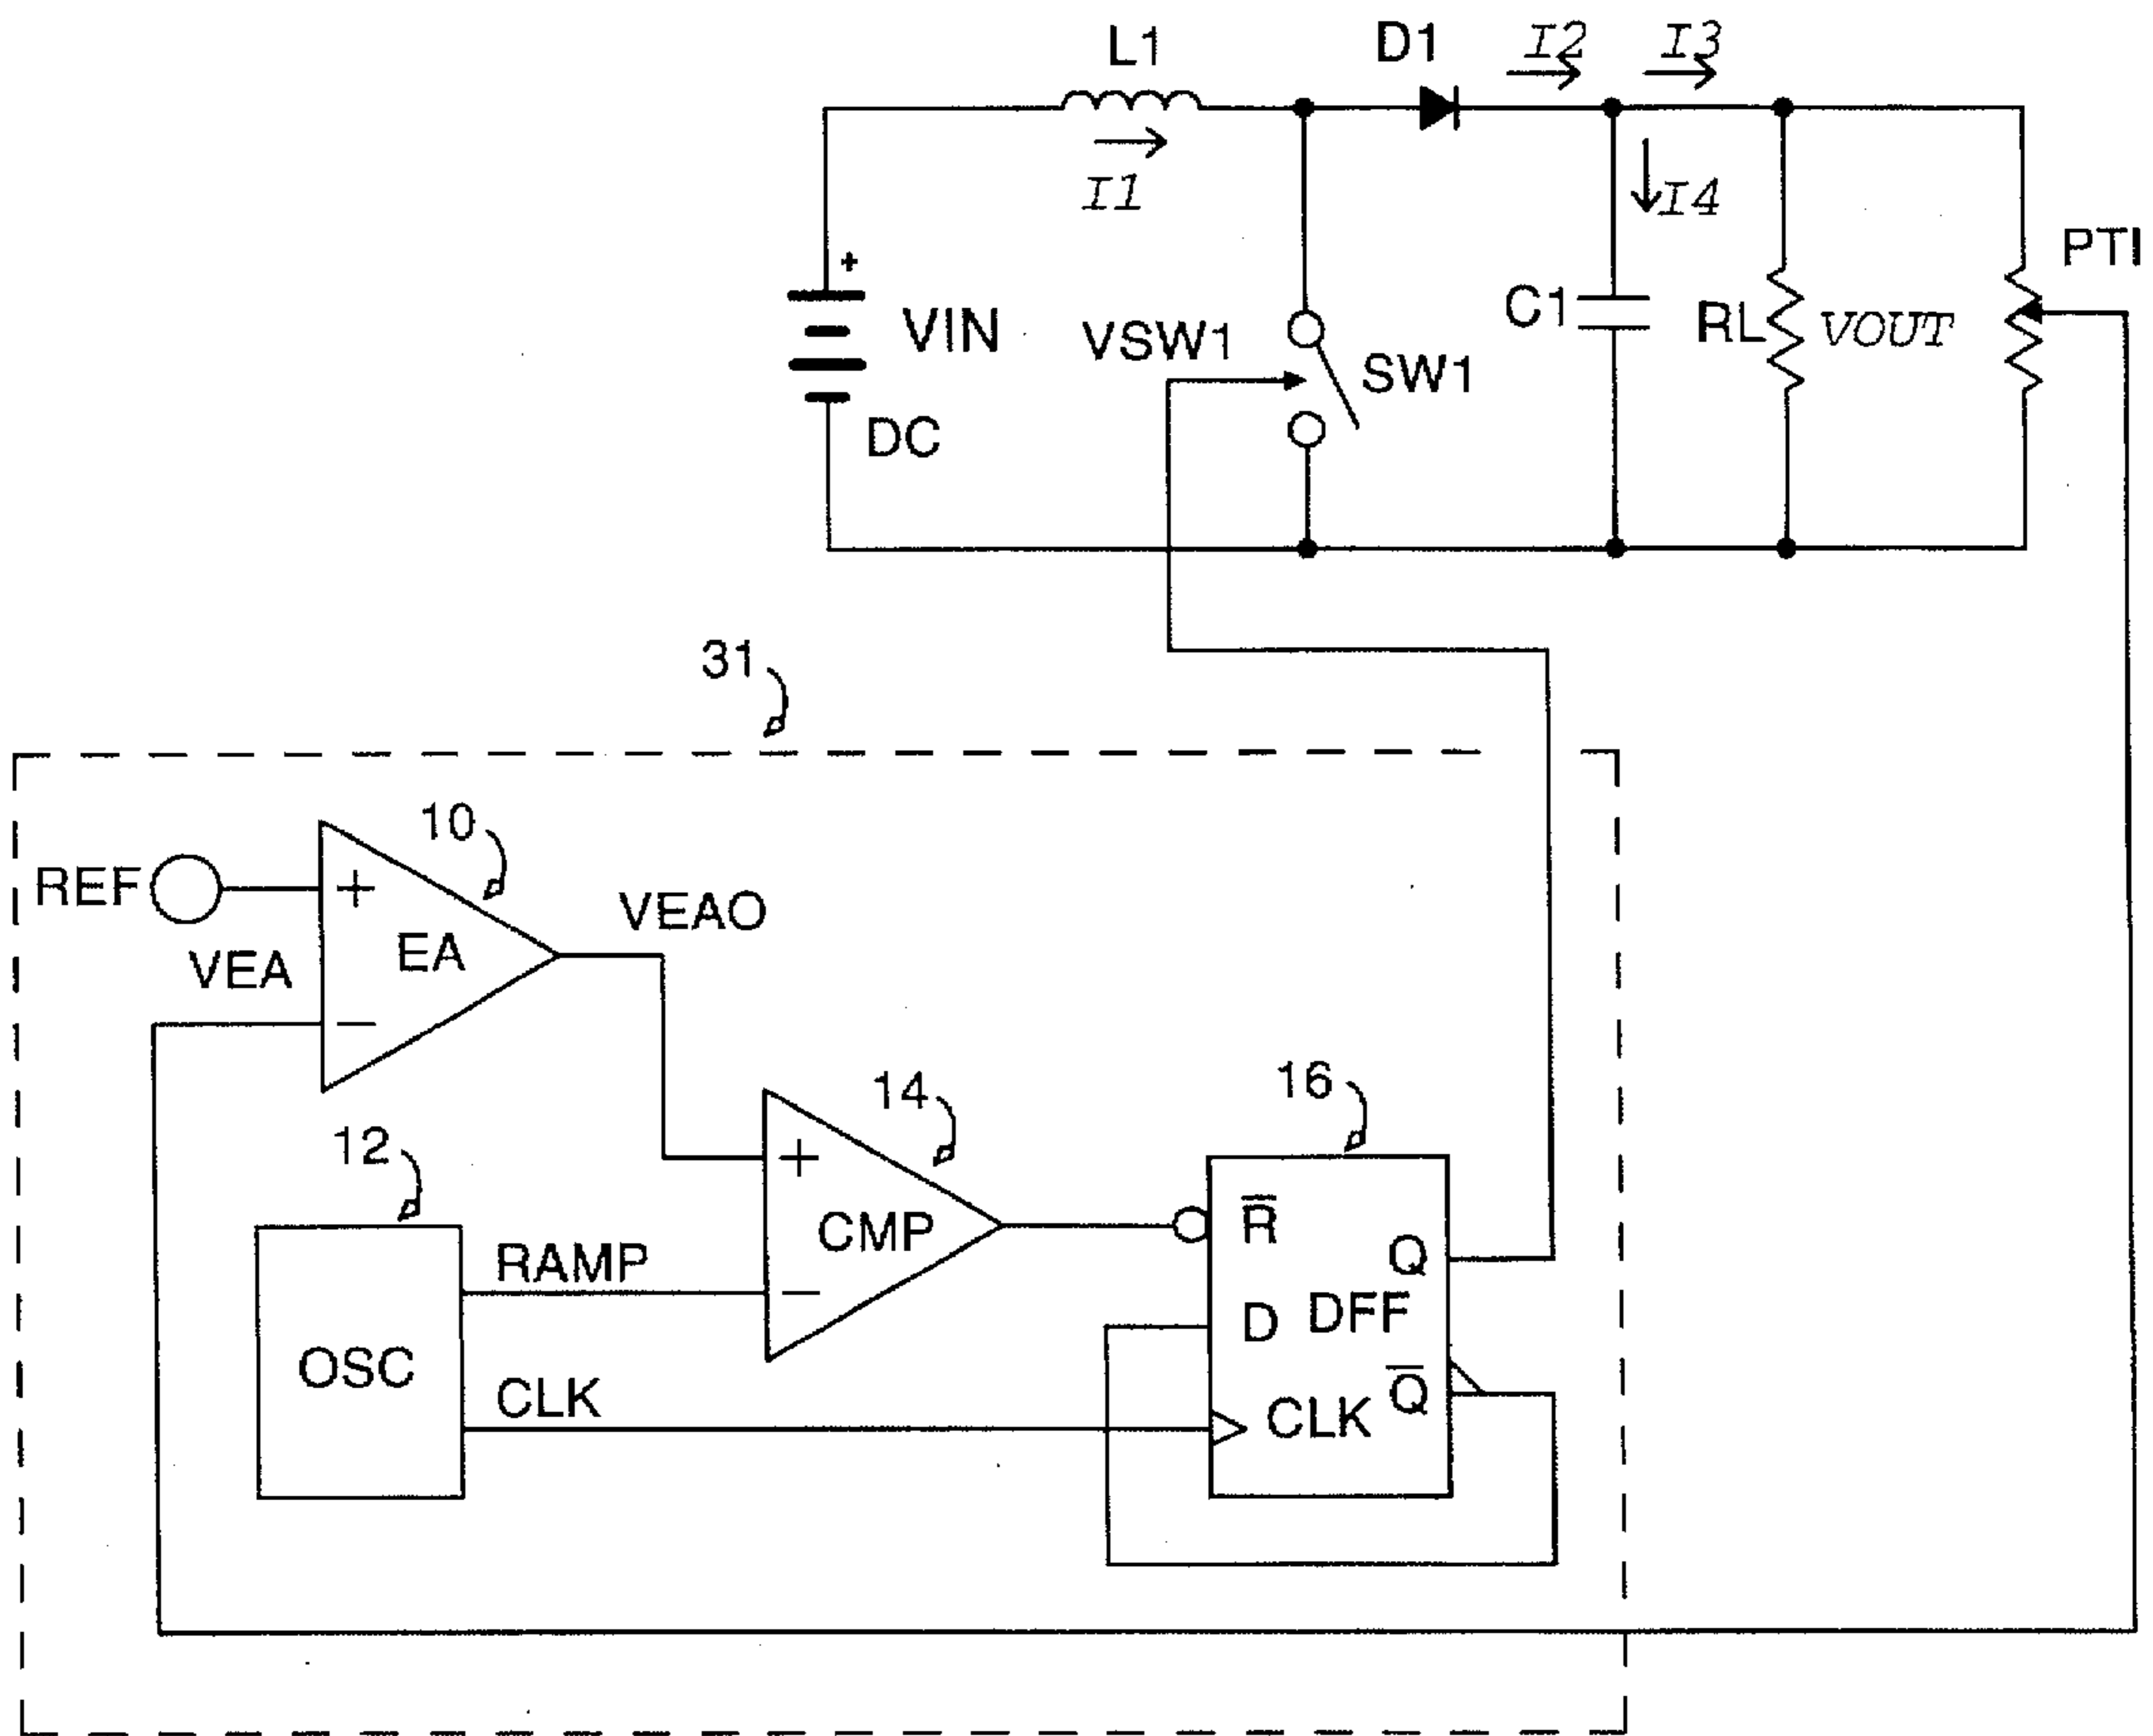 L1
D1
I2
I3
I1
I4
+
VIN
DC
VSW1
SW1
C1
RL
VOUT
PTI
31
10
REF
+
EA
VEA
−
VEAO
12
OSC
RAMP
CLK
14
+
CMP
−
16
R̅
D
DFF
CLK
Q
Q̅